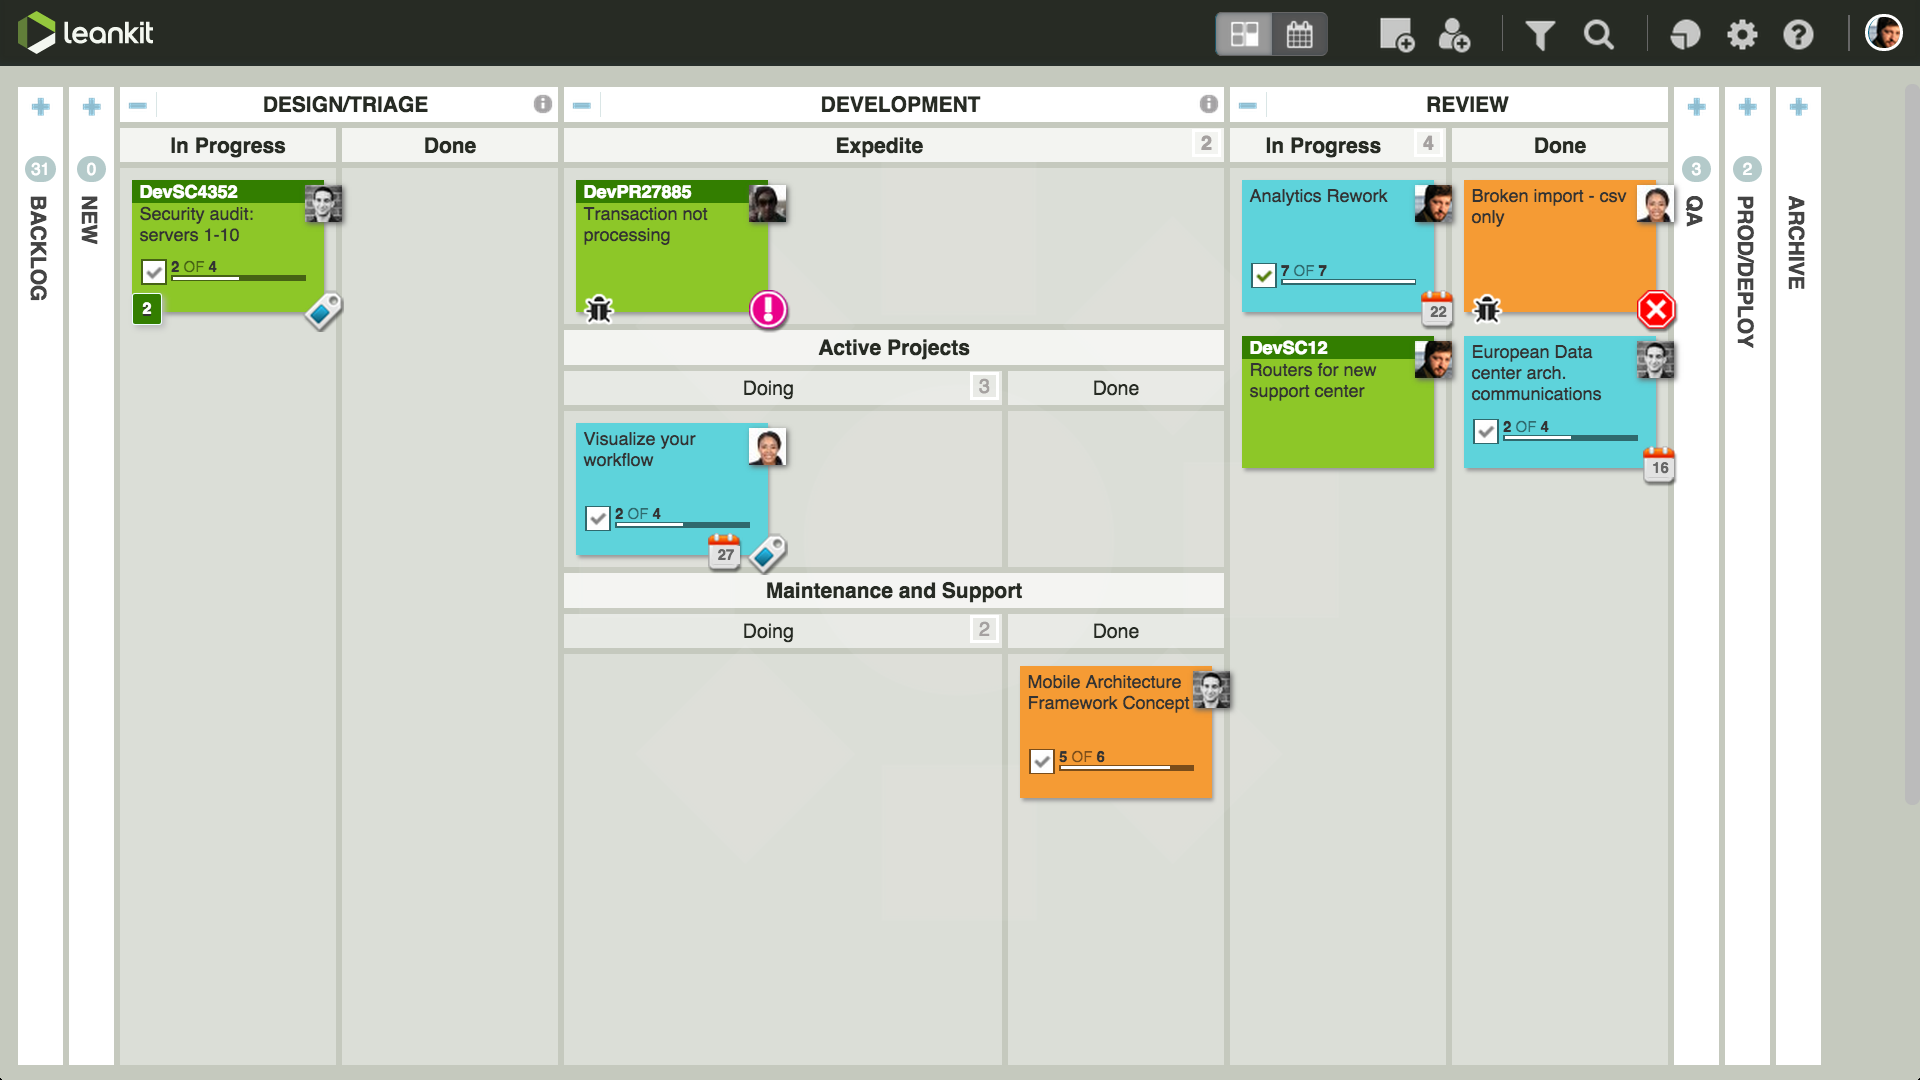 leankit
31
BACKLOG
0
NEW
DESIGN/TRIAGE
In Progress
Done
DevSC4352
Security audit:
servers 1-10
2 OF 4
2
DEVELOPMENT
Expedite
2
DevPR27885
Transaction not
processing
Active Projects
Doing
3
Done
Visualize your
workflow
2 OF 4
27
Maintenance and Support
Doing
2
Done
Mobile Architecture
Framework Concept
5 OF 6
REVIEW
In Progress
4
Done
Analytics Rework
7 OF 7
22
DevSC12
Routers for new
support center
Broken import - csv
only
European Data
center arch.
communications
2 OF 4
16
3
QA
2
PROD/DEPLOY
ARCHIVE